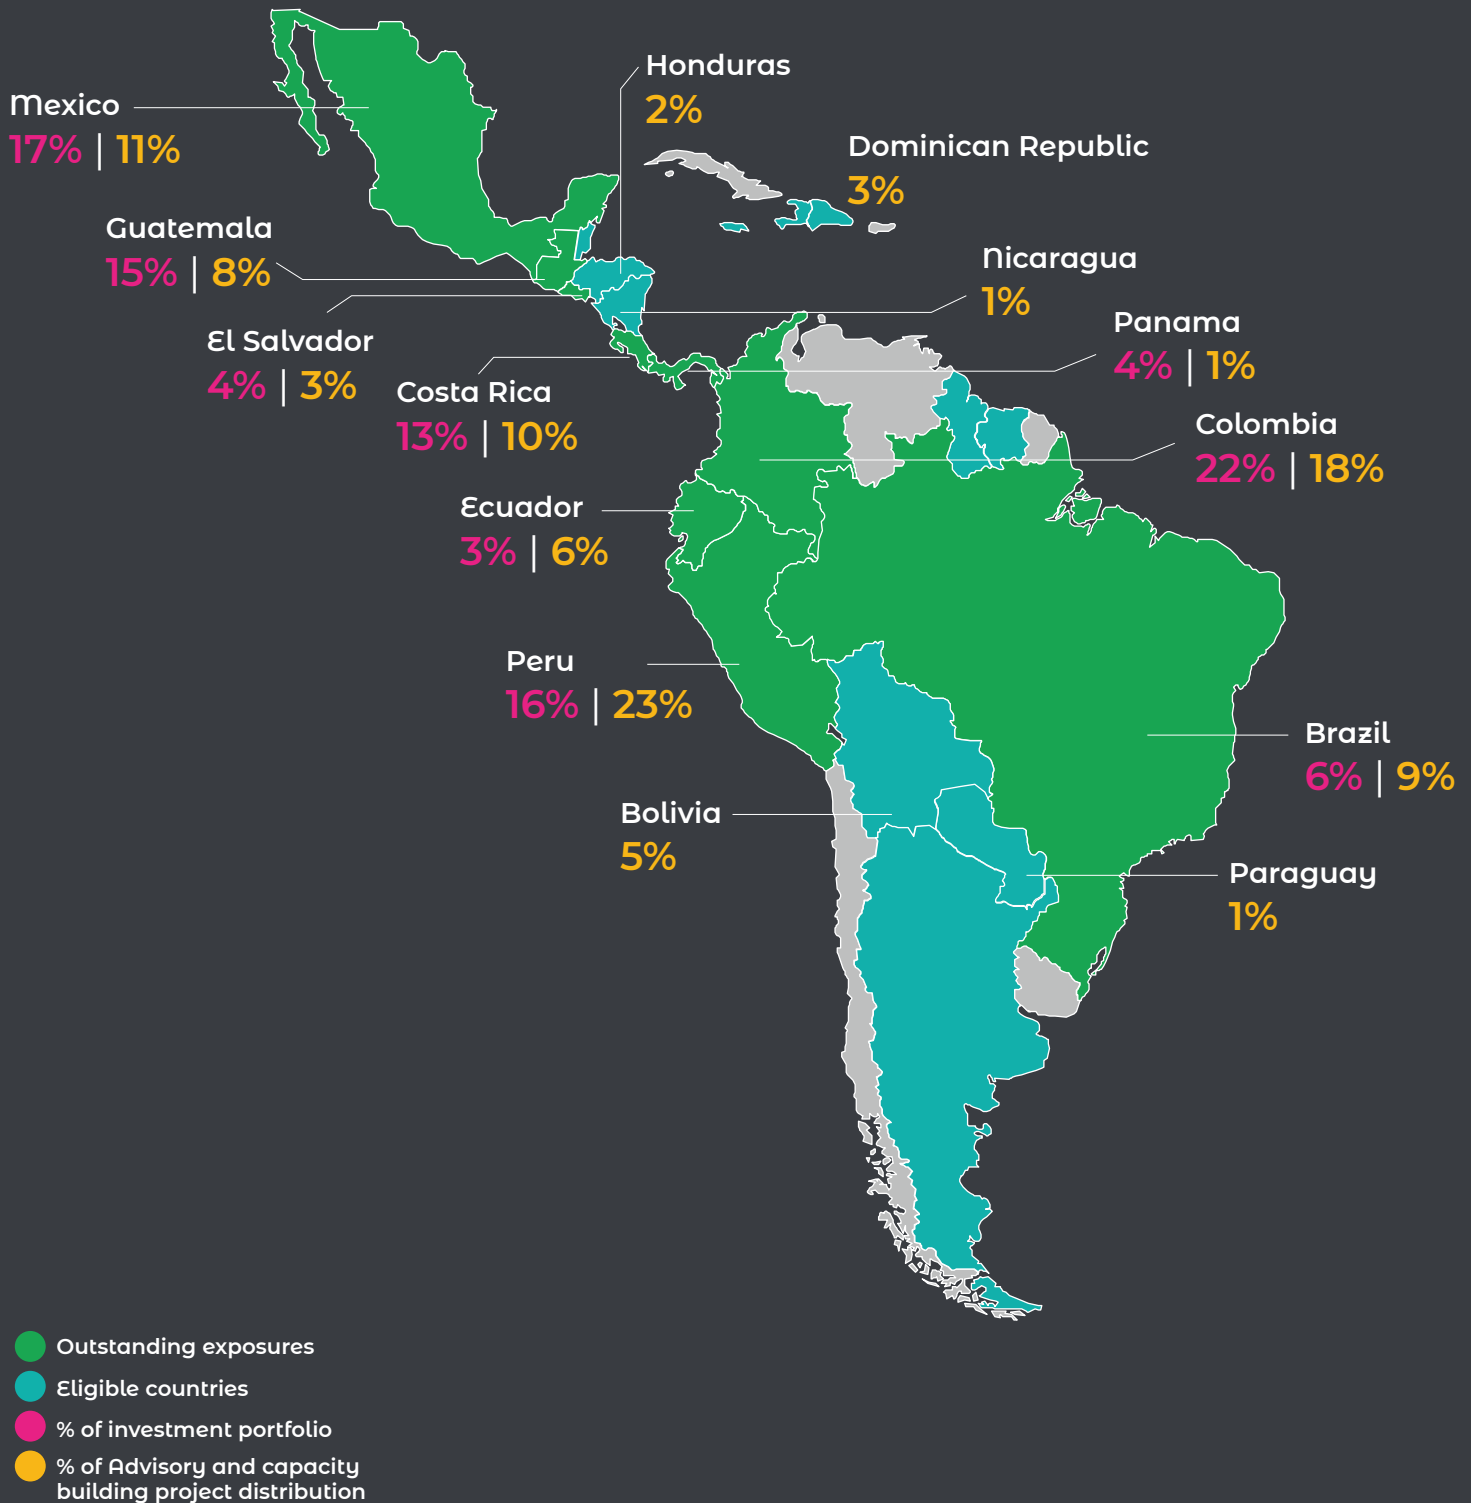 Honduras
2%
Mexico
17% | 11%
Dominican Republic
3%
Guatemala
15% | 8%
Nicaragua
1%
Panama
4% | 1%
El Salvador
4% | 3%
Costa Rica
13% | 10%
Colombia
22% | 18%
Ecuador
3% | 6%
Peru
16% | 23%
Brazil
6% | 9%
Bolivia
5%
Paraguay
1%
Outstanding exposures
Eligible countries
% of investment portfolio
% of Advisory and capacity
building project distribution